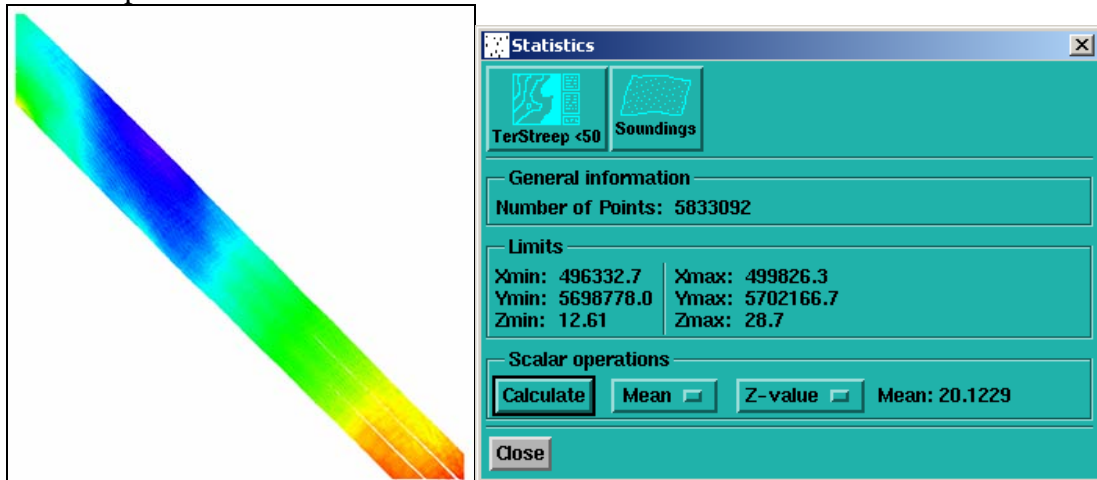 Statistics
TerStreep <50
Soundings
General information
Number of Points: 5833092
Limits
Xmin: 496332.7 Xmax: 499826.3
Ymin: 5698778.0 Ymax: 5702166.7
Zmin: 12.61 Zmax: 28.7
Scalar operations
Calculate Mean Z-value Mean: 20.1229
Close